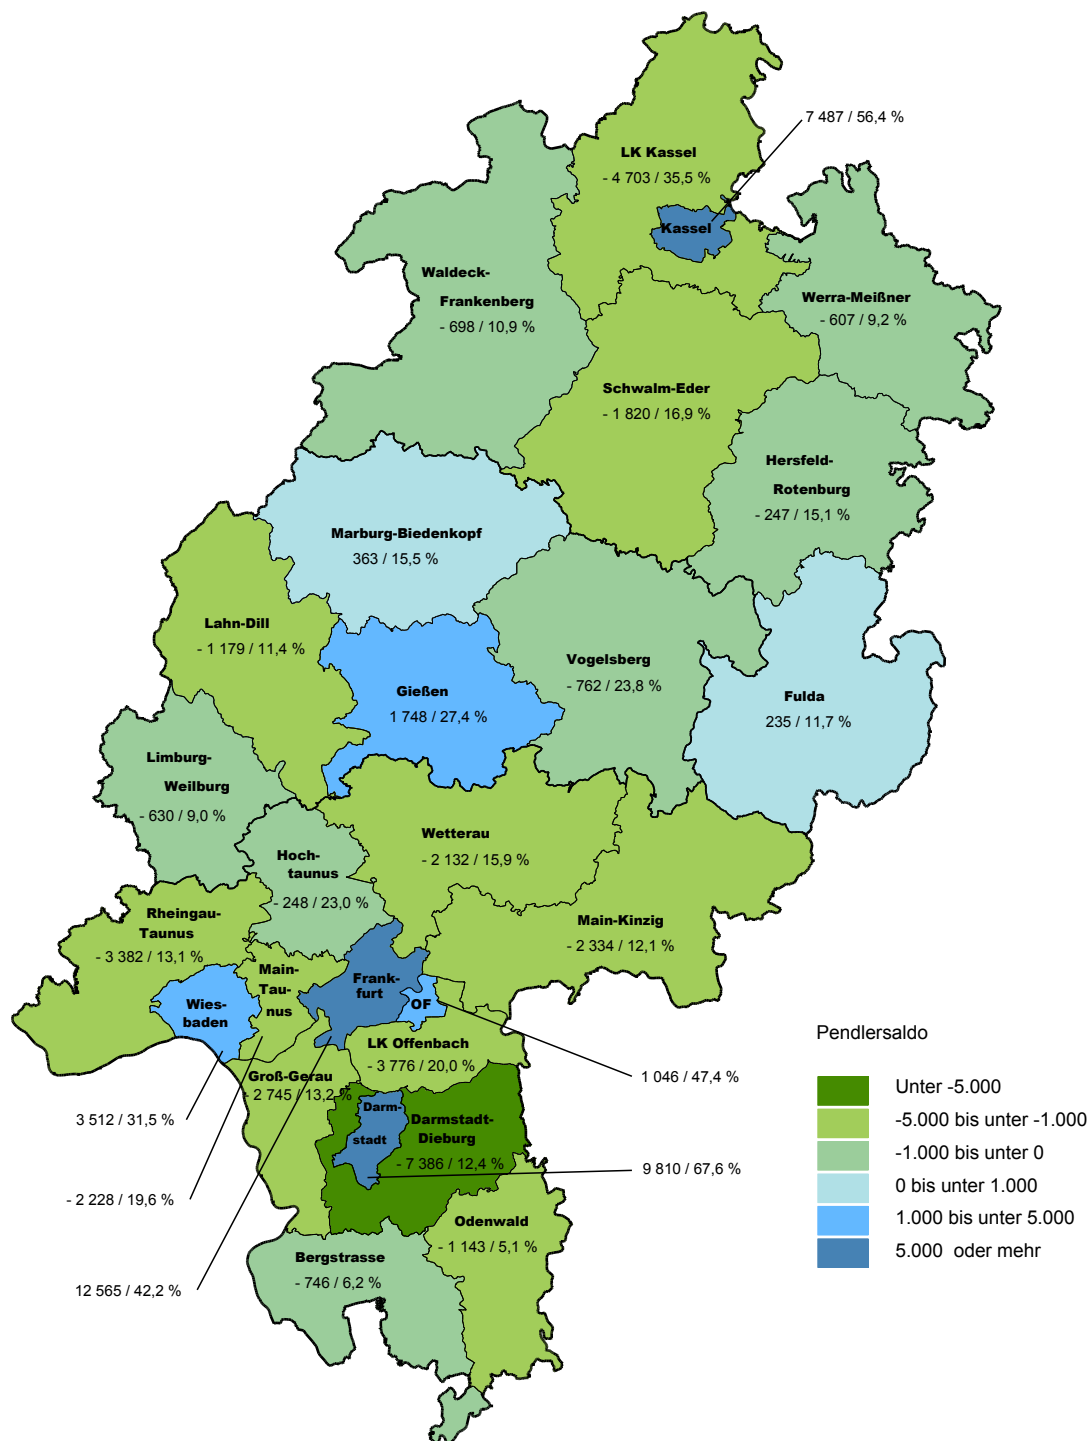 7 487 / 56,4 %
LK Kassel
- 4 703 / 35,5 %
Kassel
Waldeck-
Frankenberg
- 698 / 10,9 %
Werra-Meißner
- 607 / 9,2 %
Schwalm-Eder
- 1 820 / 16,9 %
Hersfeld-
Rotenburg
- 247 / 15,1 %
Marburg-Biedenkopf
363 / 15,5 %
Lahn-Dill
- 1 179 / 11,4 %
Vogelsberg
- 762 / 23,8 %
Gießen
1 748 / 27,4 %
Fulda
235 / 11,7 %
Limburg-
Weilburg
- 630 / 9,0 %
Wetterau
- 2 132 / 15,9 %
Hoch-
taunus
- 248 / 23,0 %
Rheingau-
Taunus
- 3 382 / 13,1 %
Main-Kinzig
- 2 334 / 12,1 %
Main-
Tau-
nus
Frank-
furt
Wies-
baden
OF
LK Offenbach
- 3 776 / 20,0 %
Groß-Gerau
- 2 745 / 13,2 %
1 046 / 47,4 %
3 512 / 31,5 %
Darm-
stadt
Darmstadt-
Dieburg
- 7 386 / 12,4 %
9 810 / 67,6 %
- 2 228 / 19,6 %
Odenwald
- 1 143 / 5,1 %
Bergstrasse
- 746 / 6,2 %
12 565 / 42,2 %
Pendlersaldo
Unter -5.000
-5.000 bis unter -1.000
-1.000 bis unter 0
0 bis unter 1.000
1.000 bis unter 5.000
5.000 oder mehr